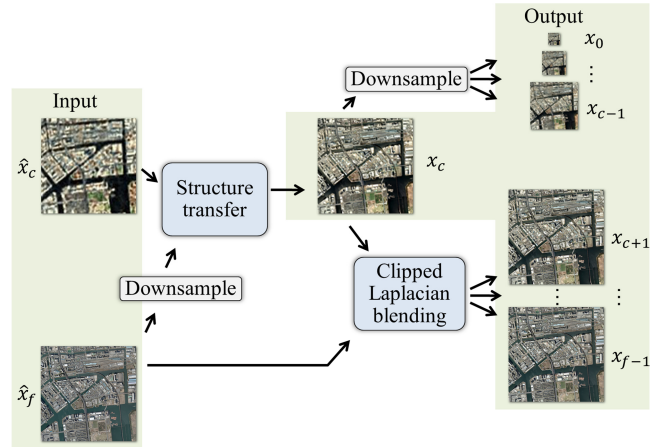 Input
x̂_c
x̂_f
Downsample
Structure
transfer
x_c
Downsample
Clipped
Laplacian
blending
Output
x_0
⋮
x_{c−1}
x_{c+1}
⋮ ⋮
x_{f−1}